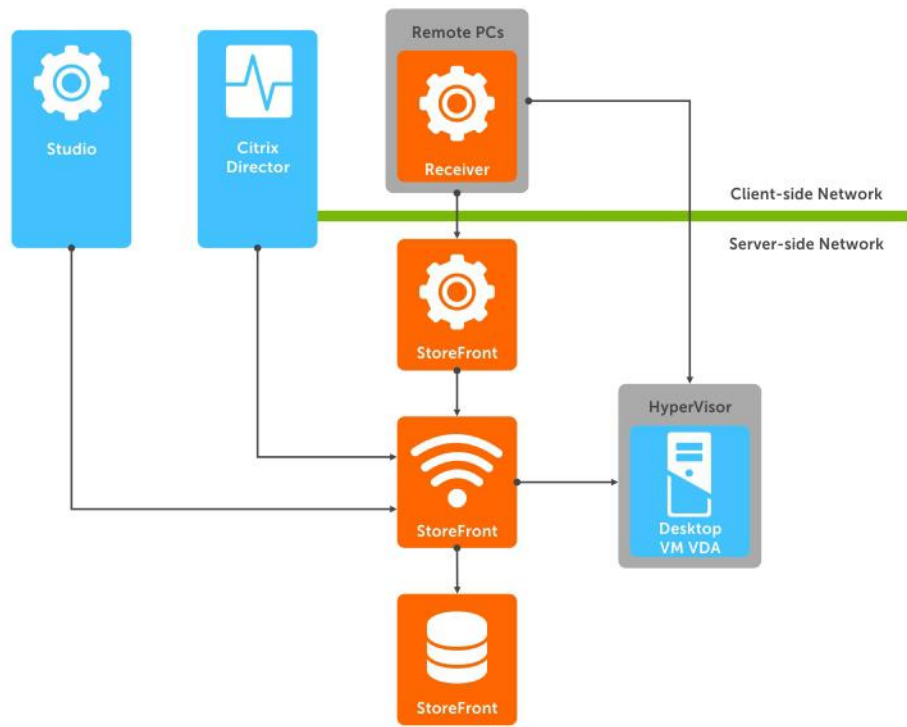 Remote PCs
Studio
Citrix
Director
Receiver
Client-side Network
Server-side Network
StoreFront
HyperVisor
StoreFront
Desktop
VM VDA
StoreFront